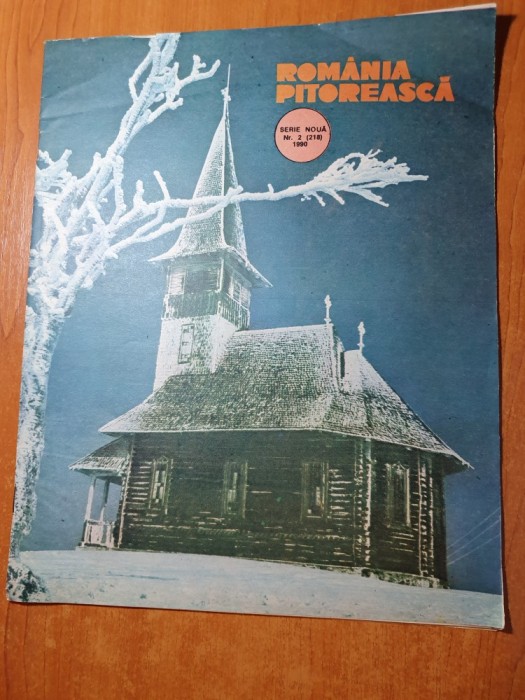 ROMÂNIA
PITOREASCĂ
SERIE NOUĂ
Nr. 2 (218)
1990